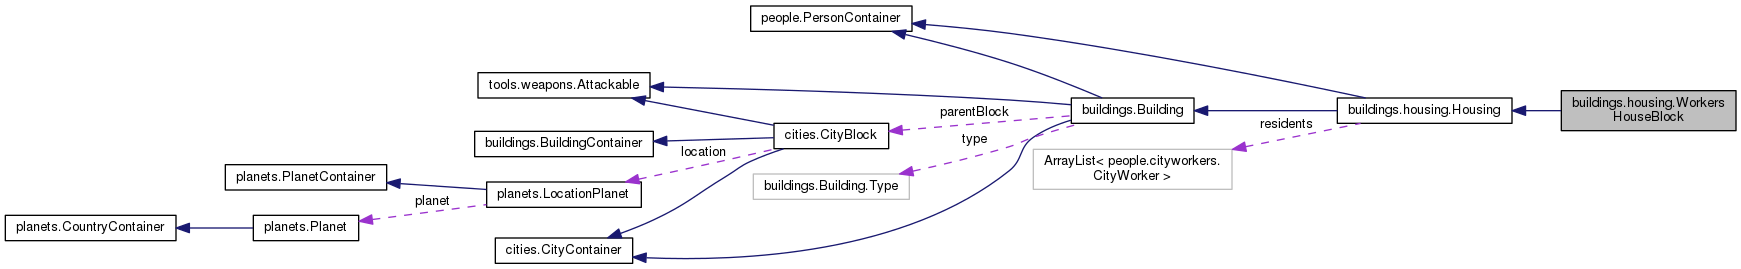 people.PersonContainer
tools.weapons.Attackable
buildings.Building
buildings.housing.Housing
buildings.housing.Workers
HouseBlock
parentBlock
residents
cities.CityBlock
type
buildings.BuildingContainer
location
ArrayList< people.cityworkers.
CityWorker >
planets.PlanetContainer
buildings.Building.Type
planets.LocationPlanet
planet
planets.CountryContainer
planets.Planet
cities.CityContainer